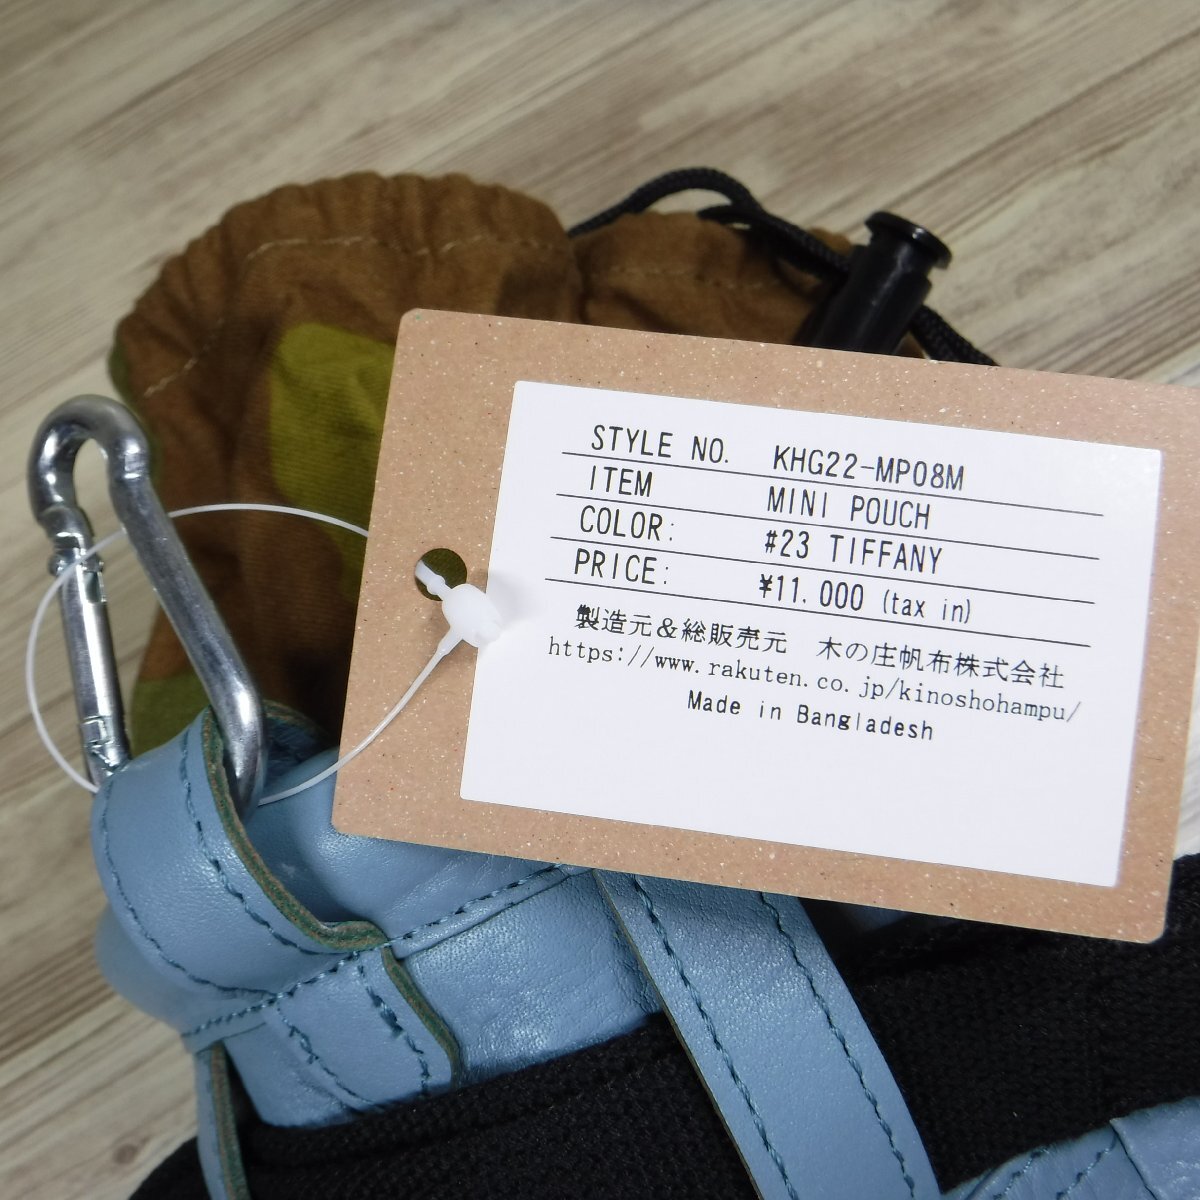 STYLE NO. KHG22-MP08M
ITEM MINI POUCH
COLOR: #23 TIFFANY
PRICE: ¥11.000 (tax in)
製造元&総販売元 木の庄帆布株式会社
https://www.rakuten.co.jp/kinoshohampu/
Made in Bangladesh